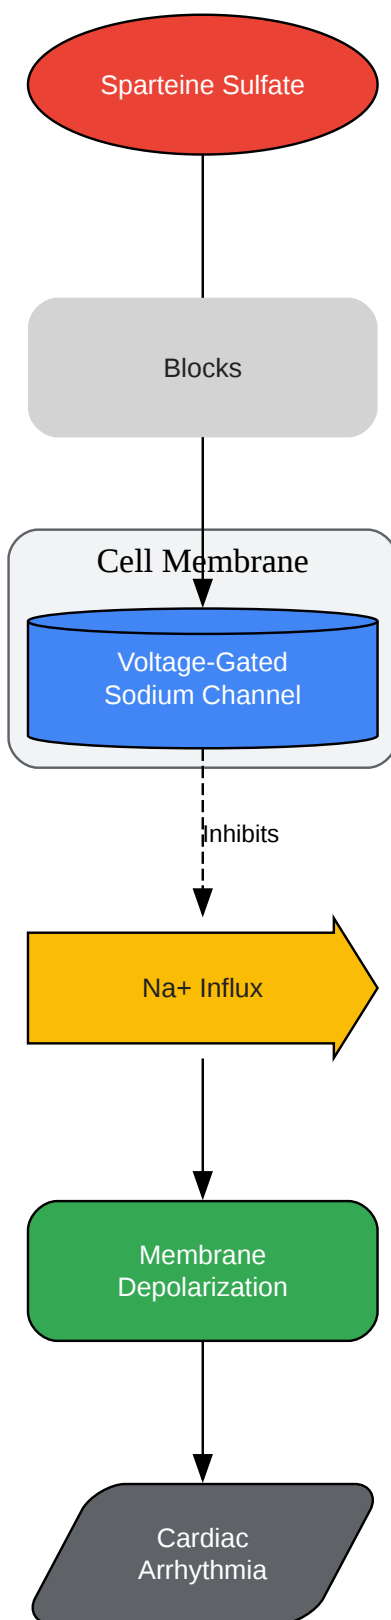 Sparteine Sulfate
Blocks
Cell Membrane
Voltage-Gated
Sodium Channel
Inhibits
Na+ Influx
Membrane
Depolarization
Cardiac
Arrhythmia